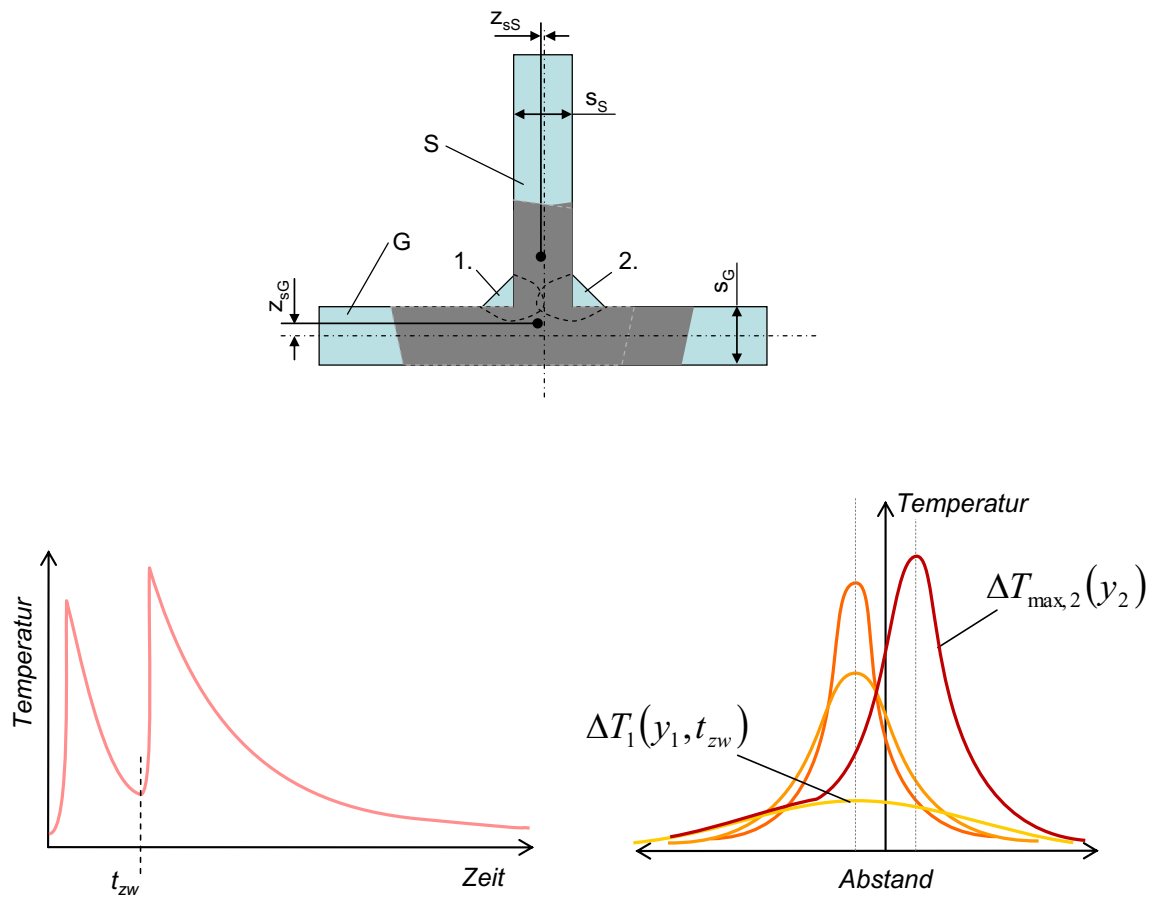 z_sS
s_S
S
G
1.
2.
z_sG
s_G
Temperatur
t_zw
Zeit
Temperatur
ΔT_max, 2(y_2)
ΔT_1(y_1, t_zw)
Abstand